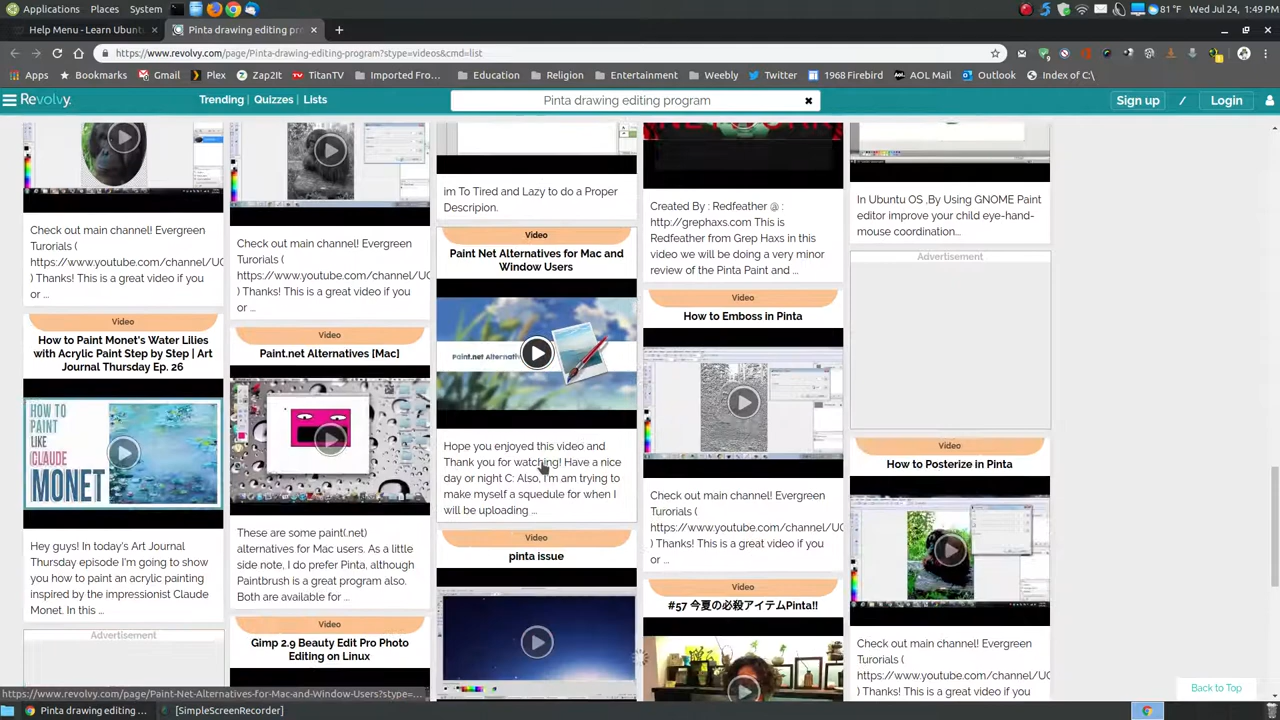 Applications Places System
81 °F Wed Jul 24, 1:49 PM
Help Menu - Learn Ubunt
Pinta drawing editing pro
https://www.revolvy.com/page/Pinta-drawing-editing-program?stype=videos&cmd=list
Apps Bookmarks Gmail Plex Zap2It TitanTV Imported Fro... Education Religion Entertainment Weebly Twitter 1968 Firebird AOL Mail Outlook Index of C:\
Revolvy. Trending Quizzes Lists Pinta drawing editing program Sign up / Login
Check out main channel! Evergreen
Turorials (
https://www.youtube.com/channel/UC
) Thanks! This is a great video if you
or ...
Video
How to Paint Monet's Water Lilies
with Acrylic Paint Step by Step | Art
Journal Thursday Ep. 26
HOW TO
PAINT
LIKE
CLAUDE
MONET
Hey guys! In today's Art Journal
Thursday episode I'm going to show
you how to paint an acrylic painting
inspired by the impressionist Claude
Monet. In this ...
Advertisement
Check out main channel! Evergreen
Turorials (
https://www.youtube.com/channel/UC
) Thanks! This is a great video if you
or ...
Video
Paint.net Alternatives [Mac]
These are some paint(.net)
alternatives for Mac users. As a little
side note, I do prefer Pinta, although
Paintbrush is a great program also.
Both are available for ...
Video
Gimp 2.9 Beauty Edit Pro Photo
Editing on Linux
im To Tired and Lazy to do a Proper
Descripion.
Video
Paint Net Alternatives for Mac and
Window Users
Paint.net Alternativ
Hope you enjoyed this video and
Thank you for watching! Have a nice
day or night C: Also, I'm am trying to
make myself a squedule for when I
will be uploading ...
Video
pinta issue
Created By : Redfeather @ :
http://grephaxs.com This is
Redfeather from Grep Haxs in this
video we will be doing a very minor
review of the Pinta Paint and ...
Video
How to Emboss in Pinta
Check out main channel! Evergreen
Turorials (
https://www.youtube.com/channel/UC
) Thanks! This is a great video if you
or ...
Video
#57 今夏の必殺アイテムPinta!!
In Ubuntu OS ,By Using GNOME Paint
editor improve your child eye-hand-
mouse coordination...
Advertisement
Video
How to Posterize in Pinta
Check out main channel! Evergreen
Turorials (
https://www.youtube.com/channel/UC
) Thanks! This is a great video if you
Back to Top
https://www.revolvy.com/page/Paint-Net-Alternatives-for-Mac-and-Window-Users?stype=...
Pinta drawing editing p... [SimpleScreenRecorder]